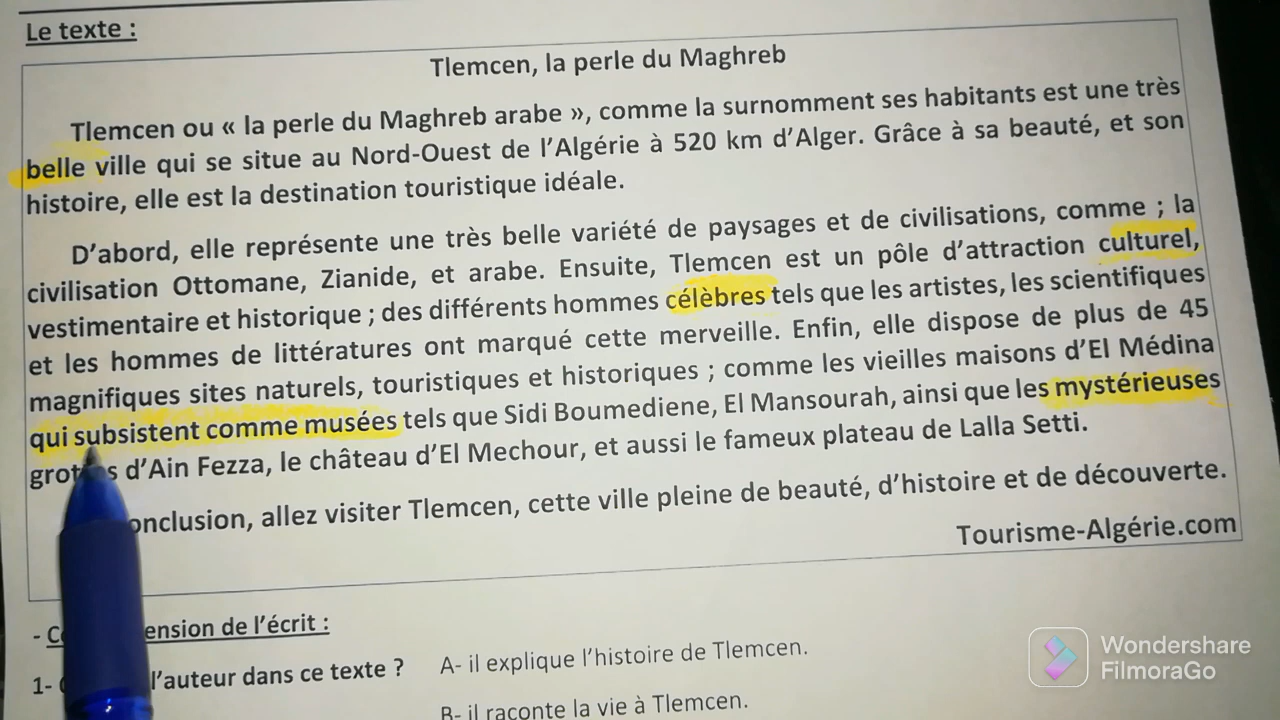 Le texte :
Tlemcen, la perle du Maghreb
Tlemcen ou « la perle du Maghreb arabe », comme la surnomment ses habitants est une très
belle ville qui se situe au Nord-Ouest de l'Algérie à 520 km d'Alger. Grâce à sa beauté, et son
histoire, elle est la destination touristique idéale.
D'abord, elle représente une très belle variété de paysages et de civilisations, comme ; la
civilisation Ottomane, Zianide, et arabe. Ensuite, Tlemcen est un pôle d'attraction culturel,
vestimentaire et historique ; des différents hommes célèbres tels que les artistes, les scientifiques
et les hommes de littératures ont marqué cette merveille. Enfin, elle dispose de plus de 45
magnifiques sites naturels, touristiques et historiques ; comme les vieilles maisons d'El Médina
qui subsistent comme musées tels que Sidi Boumediene, El Mansourah, ainsi que les mystérieuses
d'Ain Fezza, le château d'El Mechour, et aussi le fameux plateau de Lalla Setti.
allez visiter Tlemcen, cette ville pleine de beauté, d'histoire et de découverte.
Tourisme-Algérie.com
- de l'écrit :
1- l'auteur dans ce texte ? A- il explique l'histoire de Tlemcen.
B- il raconte la vie à Tlemcen.
Wondershare
FilmoraGo